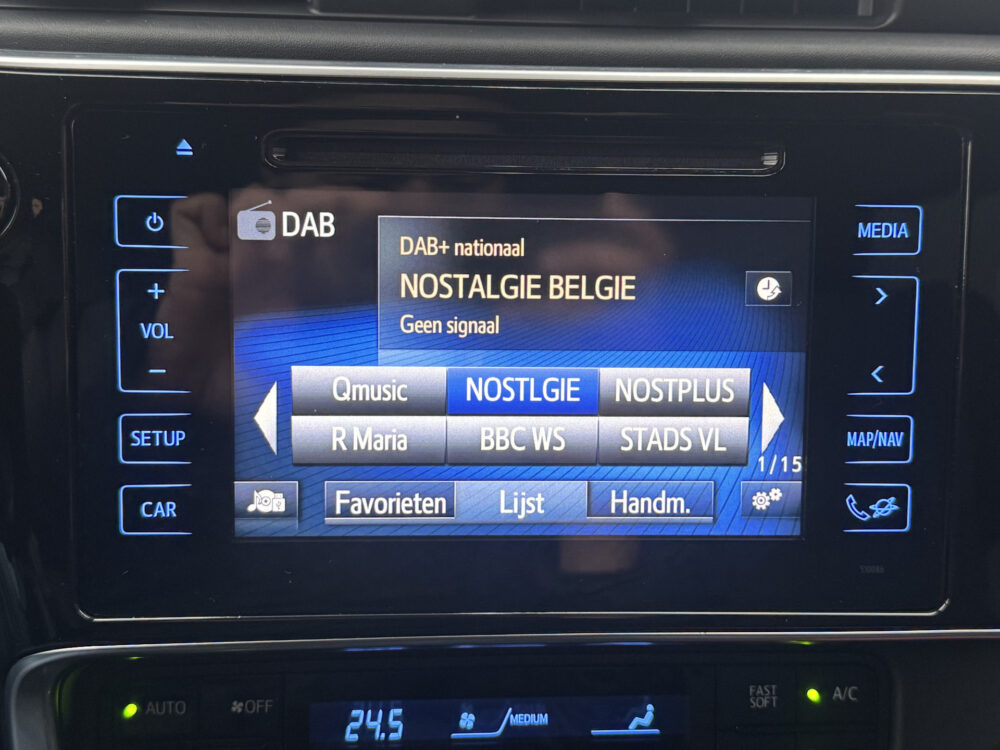 DAB
DAB+ nationaal
NOSTALGIE BELGIE
Geen signaal
MEDIA
VOL
SETUP
CAR
MAP/NAV
Qmusic NOSTLGIE NOSTPLUS
R Maria BBC WS STADS VL
1/15
Favorieten Lijst Handm.
AUTO
OFF
24.5
MEDIUM
FAST
SOFT
A/C